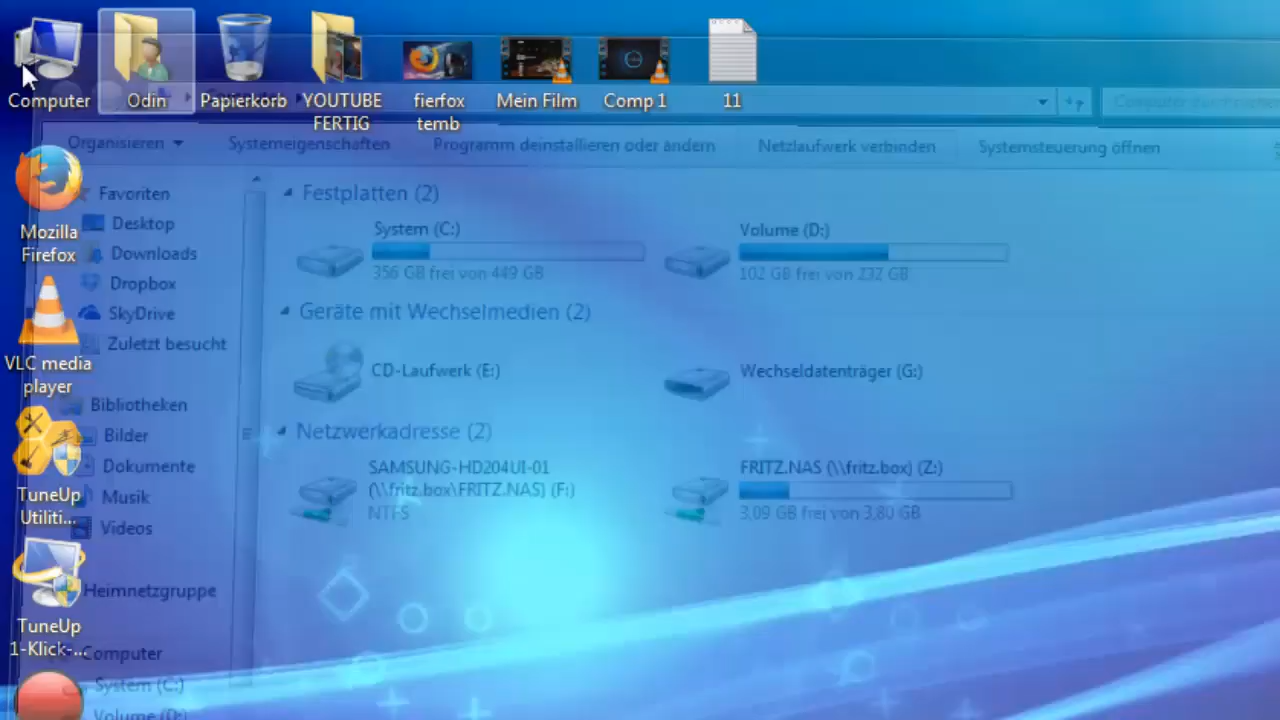 Computer
Odin
Papierkorb
YOUTUBE
FERTIG
fierfox
temb
Mein Film
Comp 1
11
Organisieren
Systemeigenschaften
Programm deinstallieren oder ändern
Netzlaufwerk verbinden
Systemsteuerung öffnen
Mozilla
Firefox
VLC media
player
TuneUp
Utiliti...
TuneUp
1-Klick-...
Favoriten
Desktop
Downloads
Dropbox
SkyDrive
Zuletzt besucht
Bibliotheken
Bilder
Dokumente
Musik
Videos
Heimnetzgruppe
Computer
System (C:)
Volume (D:)
Festplatten (2)
System (C:)
356 GB frei von 449 GB
Volume (D:)
102 GB frei von 232 GB
Geräte mit Wechselmedien (2)
CD-Laufwerk (E:)
Wechseldatenträger (G:)
Netzwerkadresse (2)
SAMSUNG-HD204UI-01
(\\fritz.box\FRITZ.NAS) (F:)
NTFS
FRITZ.NAS (\\fritz.box) (Z:)
3,09 GB frei von 3,80 GB